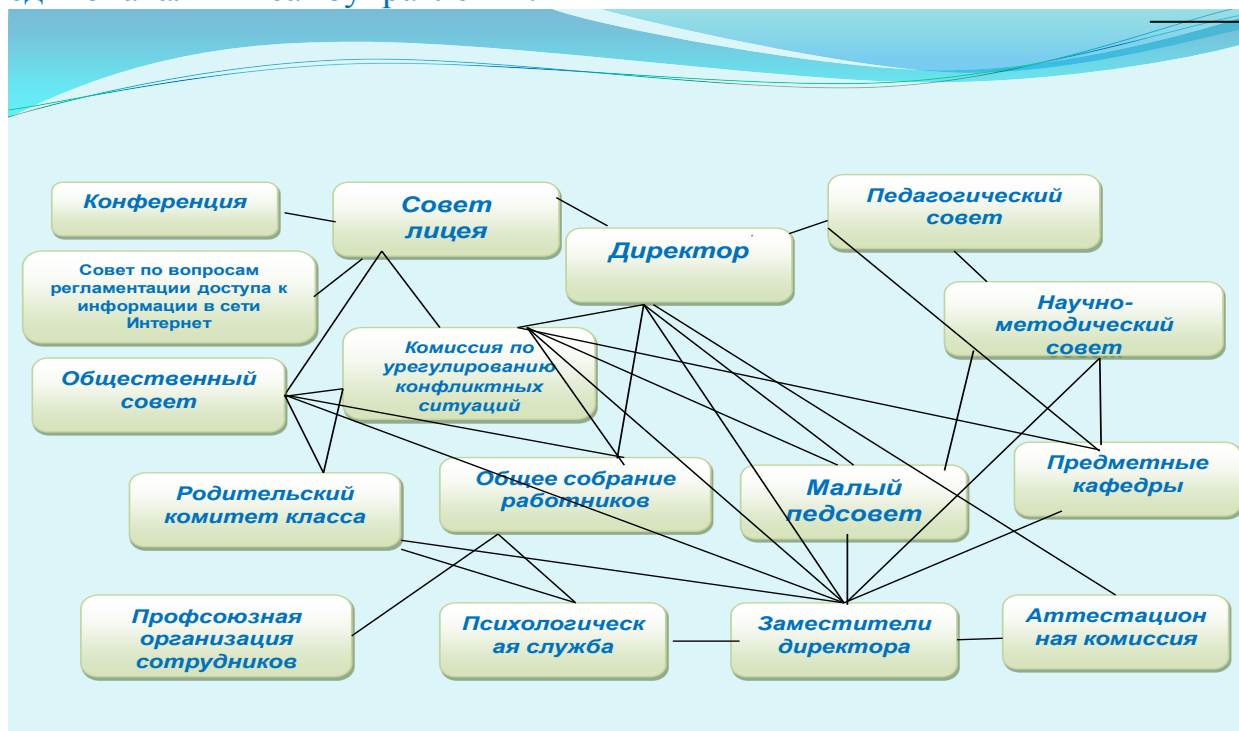 Конференция
Совет
лицея
Педагогический
совет
Директор
Совет по вопросам
регламентации доступа к
информации в сети
Интернет
Научно-
методический
совет
Комиссия по
урегулированию
конфликтных
ситуаций
Общественный
совет
Родительский
комитет класса
Общее собрание
работников
Малый
педсовет
Предметные
кафедры
Профсоюзная
организация
сотрудников
Психологическ
ая служба
Заместители
директора
Аттестацион
ная комиссия